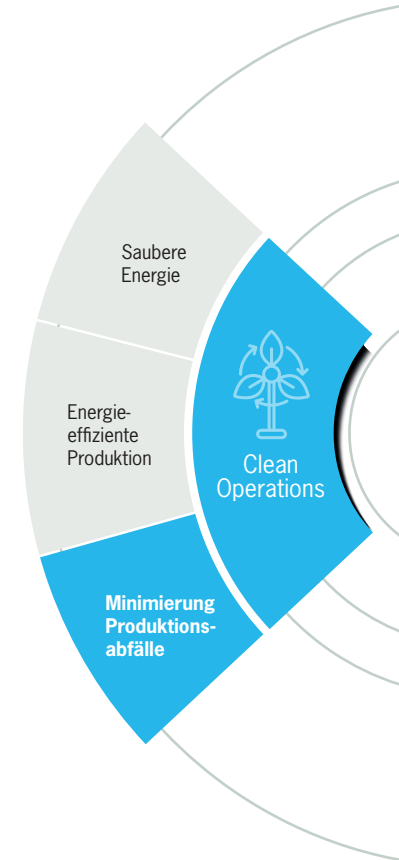 Saubere
Energie
Energie-
effiziente
Produktion
Clean
Operations
Minimierung
Produktions-
abfälle